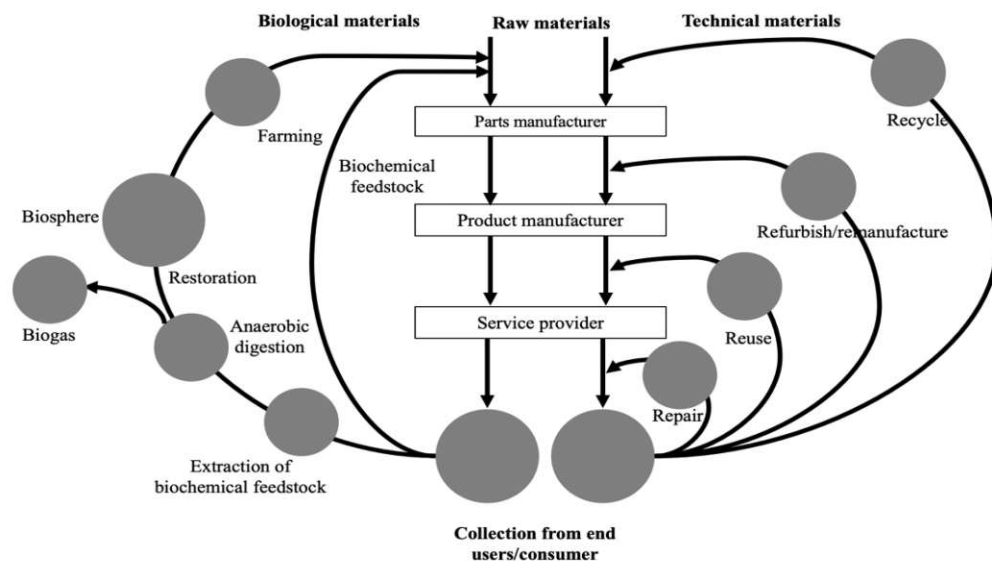 Biological materials
Raw materials
Technical materials
Farming
Parts manufacturer
Recycle
Biochemical
feedstock
Biosphere
Product manufacturer
Refurbish/remanufacture
Restoration
Biogas
Anaerobic
digestion
Service provider
Reuse
Repair
Extraction of
biochemical feedstock
Collection from end
users/consumer